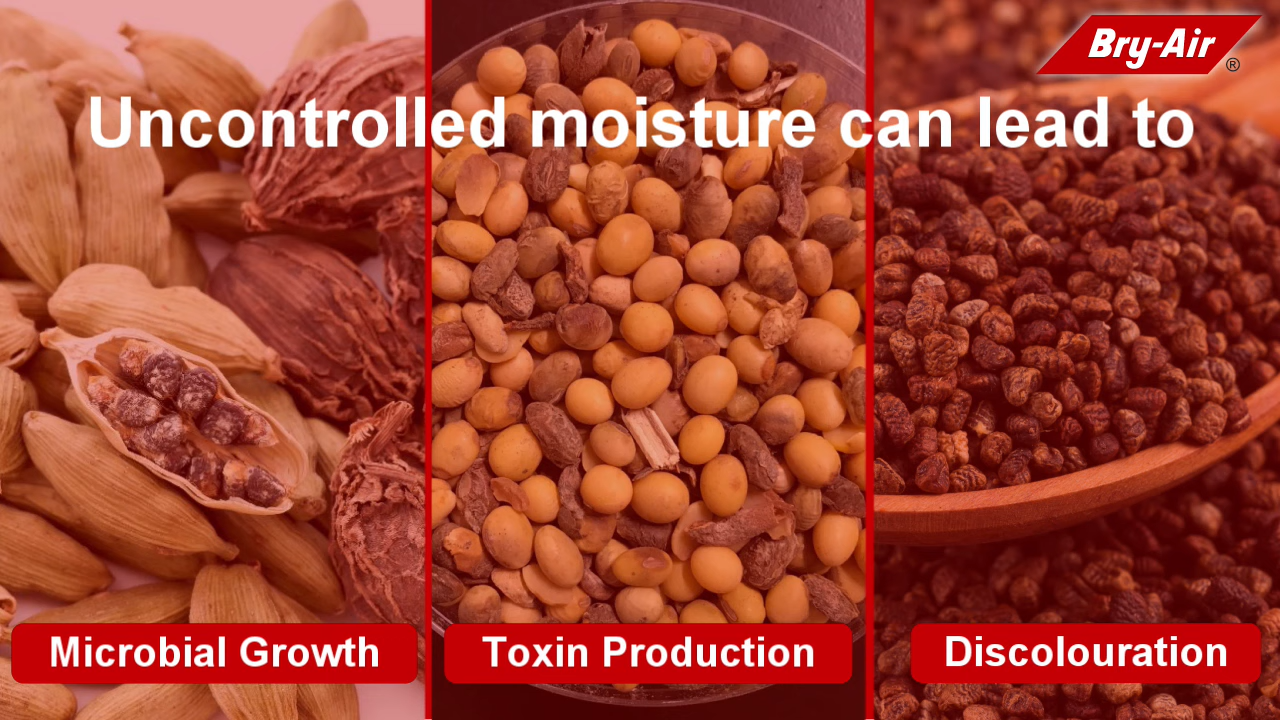 Bry-Air®
Uncontrolled moisture can lead to
Microbial Growth
Toxin Production
Discolouration